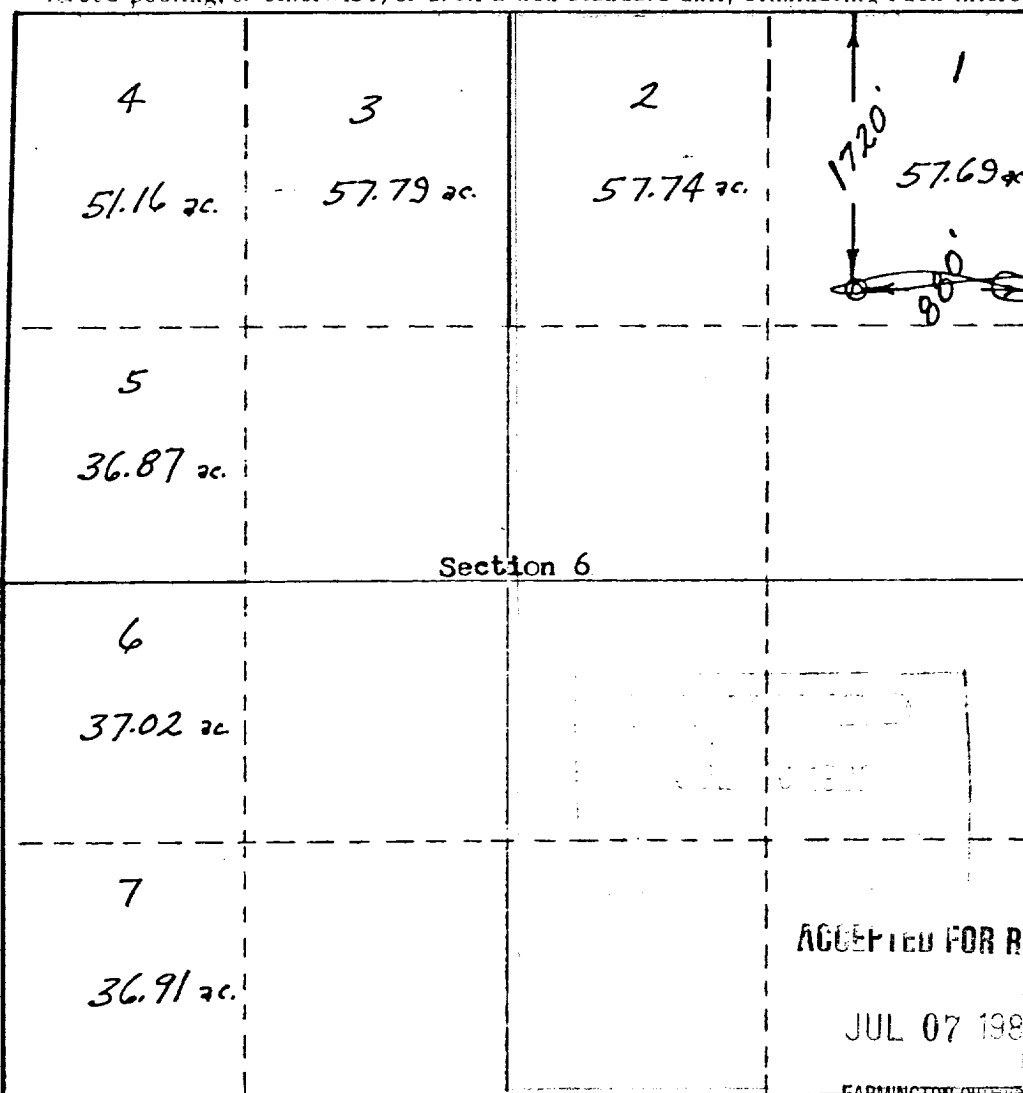 4 3 2 1
51.16 ac. 57.79 ac. 57.74 ac. 57.69 ac
1720'
5
36.87 ac.
Section 6
6
37.02 ac.
7
36.91 ac.
ACCEPTED FOR R
JUL 07 198